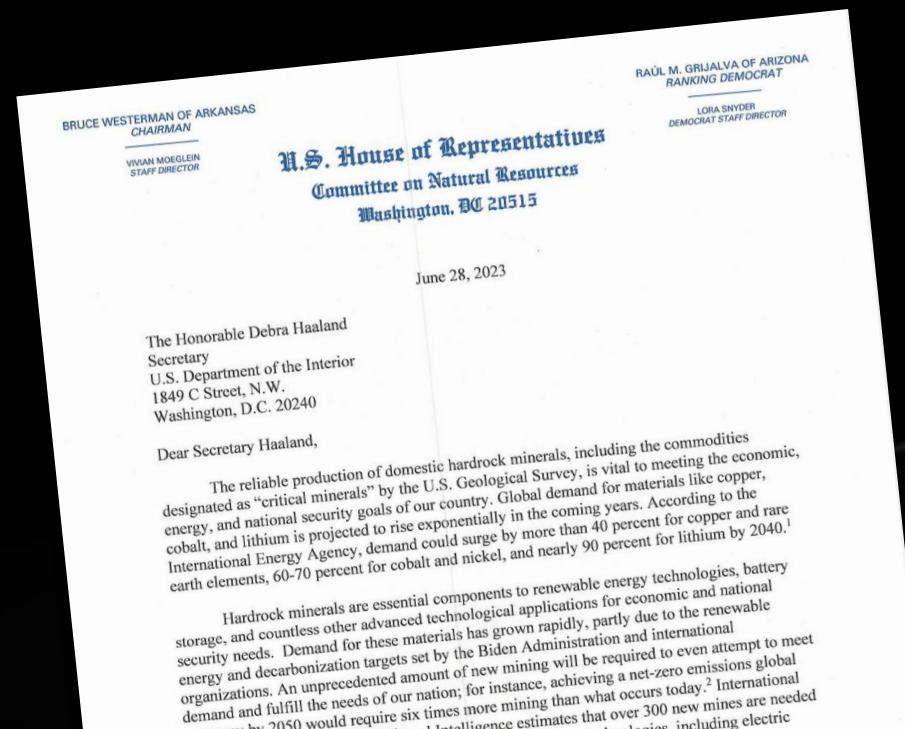 BRUCE WESTERMAN OF ARKANSAS
CHAIRMAN
VIVIAN MOEGLEIN
STAFF DIRECTOR
RAÚL M. GRIJALVA OF ARIZONA
RANKING DEMOCRAT
LORA SNYDER
DEMOCRAT STAFF DIRECTOR
U.S. House of Representatives
Committee on Natural Resources
Washington, DC 20515
June 28, 2023
The Honorable Debra Haaland
Secretary
U.S. Department of the Interior
1849 C Street, N.W.
Washington, D.C. 20240
Dear Secretary Haaland,
The reliable production of domestic hardrock minerals, including the commodities
designated as “critical minerals” by the U.S. Geological Survey, is vital to meeting the economic,
energy, and national security goals of our country. Global demand for materials like copper,
cobalt, and lithium is projected to rise exponentially in the coming years. According to the
International Energy Agency, demand could surge by more than 40 percent for copper and rare
earth elements, 60-70 percent for cobalt and nickel, and nearly 90 percent for lithium by 2040.1
Hardrock minerals are essential components to renewable energy technologies, battery
storage, and countless other advanced technological applications for economic and national
security needs. Demand for these materials has grown rapidly, partly due to the renewable
energy and decarbonization targets set by the Biden Administration and international
organizations. An unprecedented amount of new mining will be required to even attempt to meet
demand and fulfill the needs of our nation; for instance, achieving a net-zero emissions global
by 2050 would require six times more mining than what occurs today.2 International
Intelligence estimates that over 300 new mines are needed
including electric